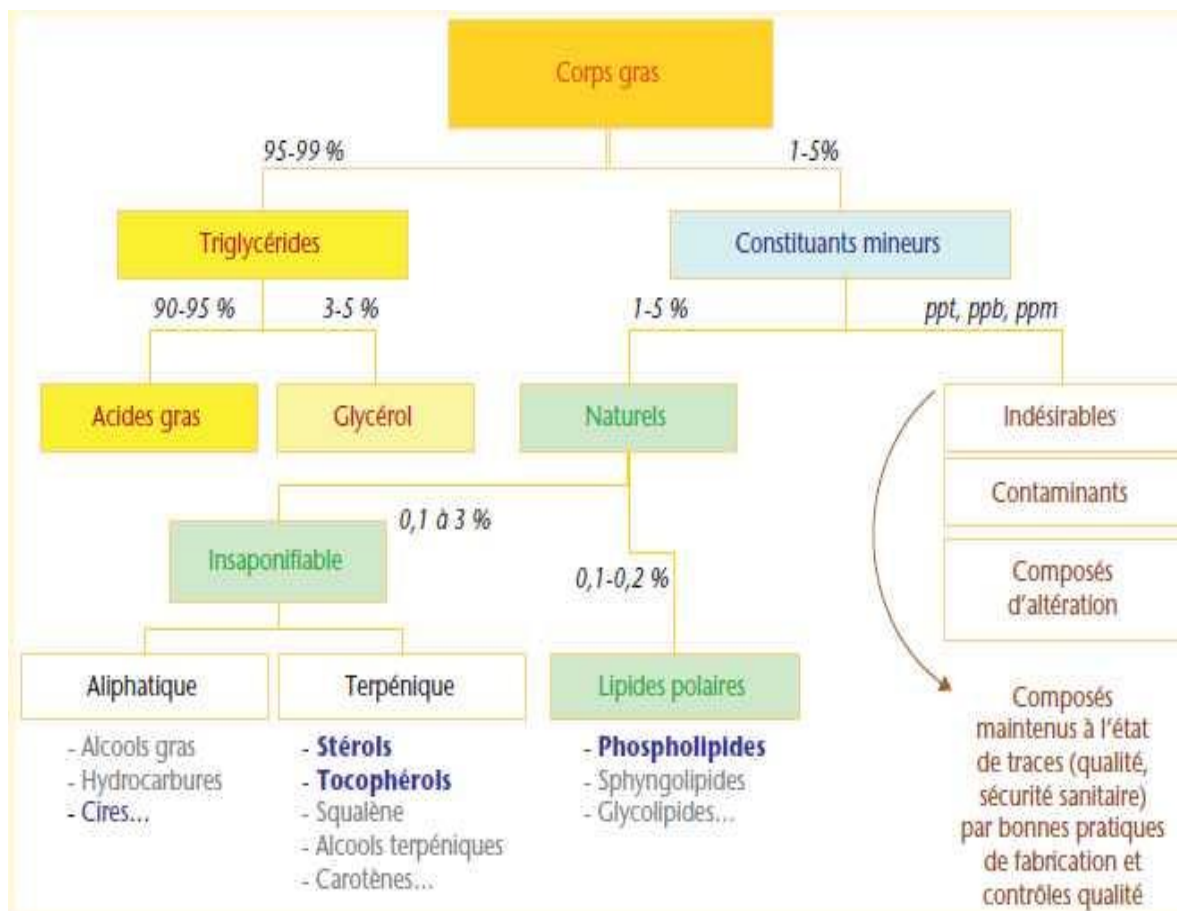 Corps gras
95-99 %
1-5%
Triglycérides
Constituants mineurs
90-95 %
3-5 %
1-5 %
ppt, ppb, ppm
Acides gras
Glycérol
Naturels
Indésirables
Contaminants
Composés
d'altération
0,1 à 3 %
Insaponifiable
0,1-0,2 %
Aliphatique
Terpénique
Lipides polaires
- Alcools gras
- Hydrocarbures
- Cires...
- Stérols
- Tocophérols
- Squalène
- Alcools terpéniques
- Carotènes...
- Phospholipides
- Sphyngolipides
- Glycolipides...
Composés
maintenus à l'état
de traces (qualité,
sécurité sanitaire)
par bonnes pratiques
de fabrication et
contrôles qualité